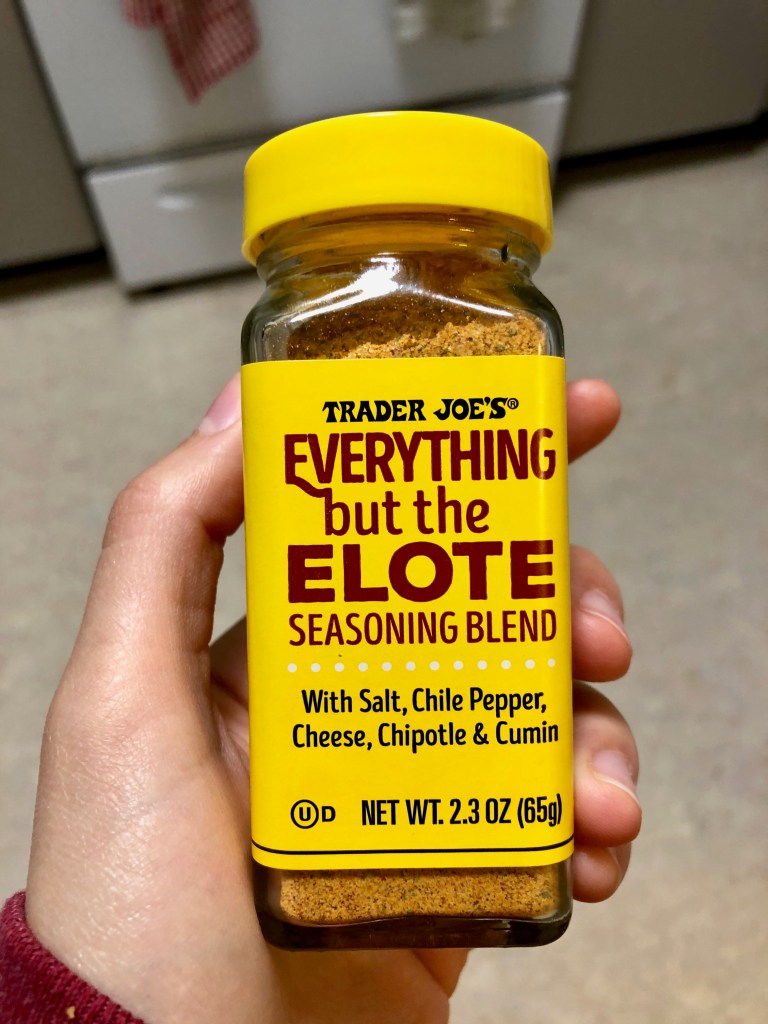 TRADER JOE'S®
EVERYTHING
but the
ELOTE
SEASONING BLEND
With Salt, Chile Pepper,
Cheese, Chipotle & Cumin
Ⓤ D NET WT. 2.3 OZ (65g)